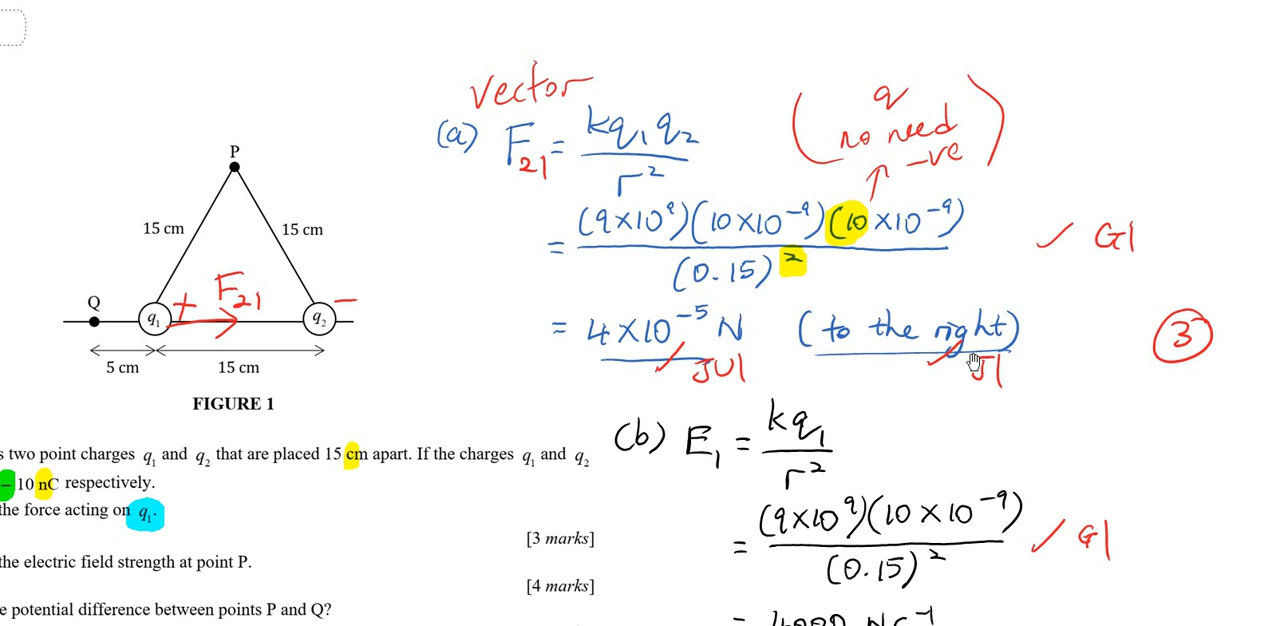 vector
(a) F₂₁ = kq₁q₂ / r²
( q no need -ve )
= (9×10⁹)(10×10⁻⁹)(10×10⁻⁹) / (0.15)² ✓ G1
= 4×10⁻⁵ N (to the right) ③
✓ JU1 ✓ J1
P
15 cm 15 cm
Q + F₂₁ −
q₁ q₂
5 cm 15 cm
FIGURE 1
s two point charges q₁ and q₂ that are placed 15 cm apart. If the charges q₁ and q₂
– 10 nC respectively.
the force acting on q₁.
[3 marks]
the electric field strength at point P.
[4 marks]
e potential difference between points P and Q?
(b) E₁ = kq₁ / r²
= (9×10⁹)(10×10⁻⁹) / (0.15)² ✓ G1
= 4000 NC⁻¹